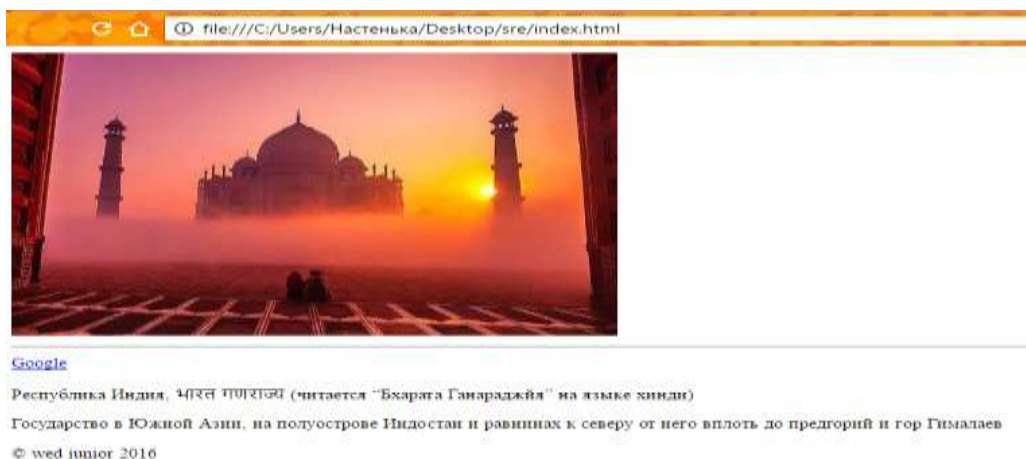 file:///C:/Users/Настенька/Desktop/sre/index.html
Google
Республика Индия, भारत गणराज्य (читается "Бхарата Ганараджйя" на языке хинди)
Государство в Южной Азии, на полуострове Индостан и равнинах к северу от него вплоть до предгорий и гор Гималаев
© wed junior 2016